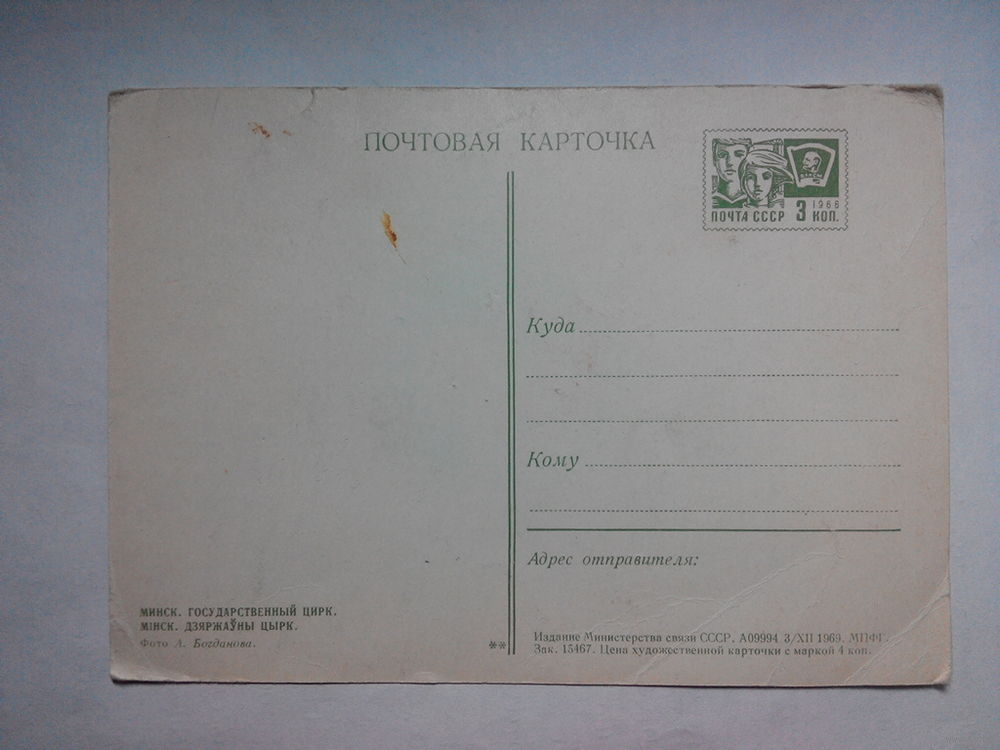 ПОЧТОВАЯ КАРТОЧКА
ПОЧТА СССР 3 КОП.
1966
Куда
Кому
Адрес отправителя:
МИНСК. ГОСУДАРСТВЕННЫЙ ЦИРК.
МІНСК. ДЗЯРЖАЎНЫ ЦЫРК.
Фото А. Богданова.
**
Издание Министерства связи СССР. А09994 3/XII 1969. МПФГ.
Зак. 15467. Цена художественной карточки с маркой 4 коп.